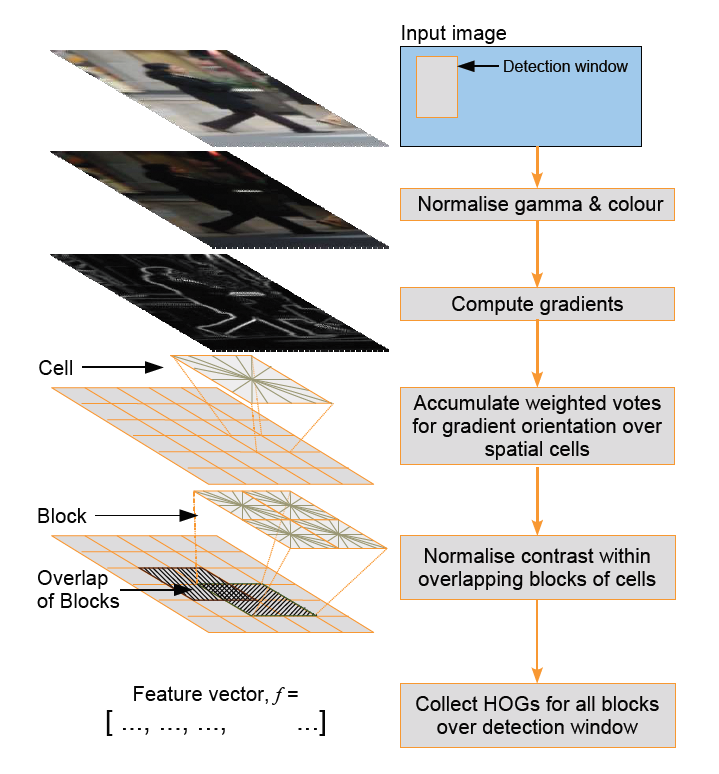 Input image
Detection window
Normalise gamma & colour
Compute gradients
Cell
Accumulate weighted votes
for gradient orientation over
spatial cells
Block
Normalise contrast within
overlapping blocks of cells
Overlap
of Blocks
Feature vector, f =
[ ..., ..., ..., ...]
Collect HOGs for all blocks
over detection window